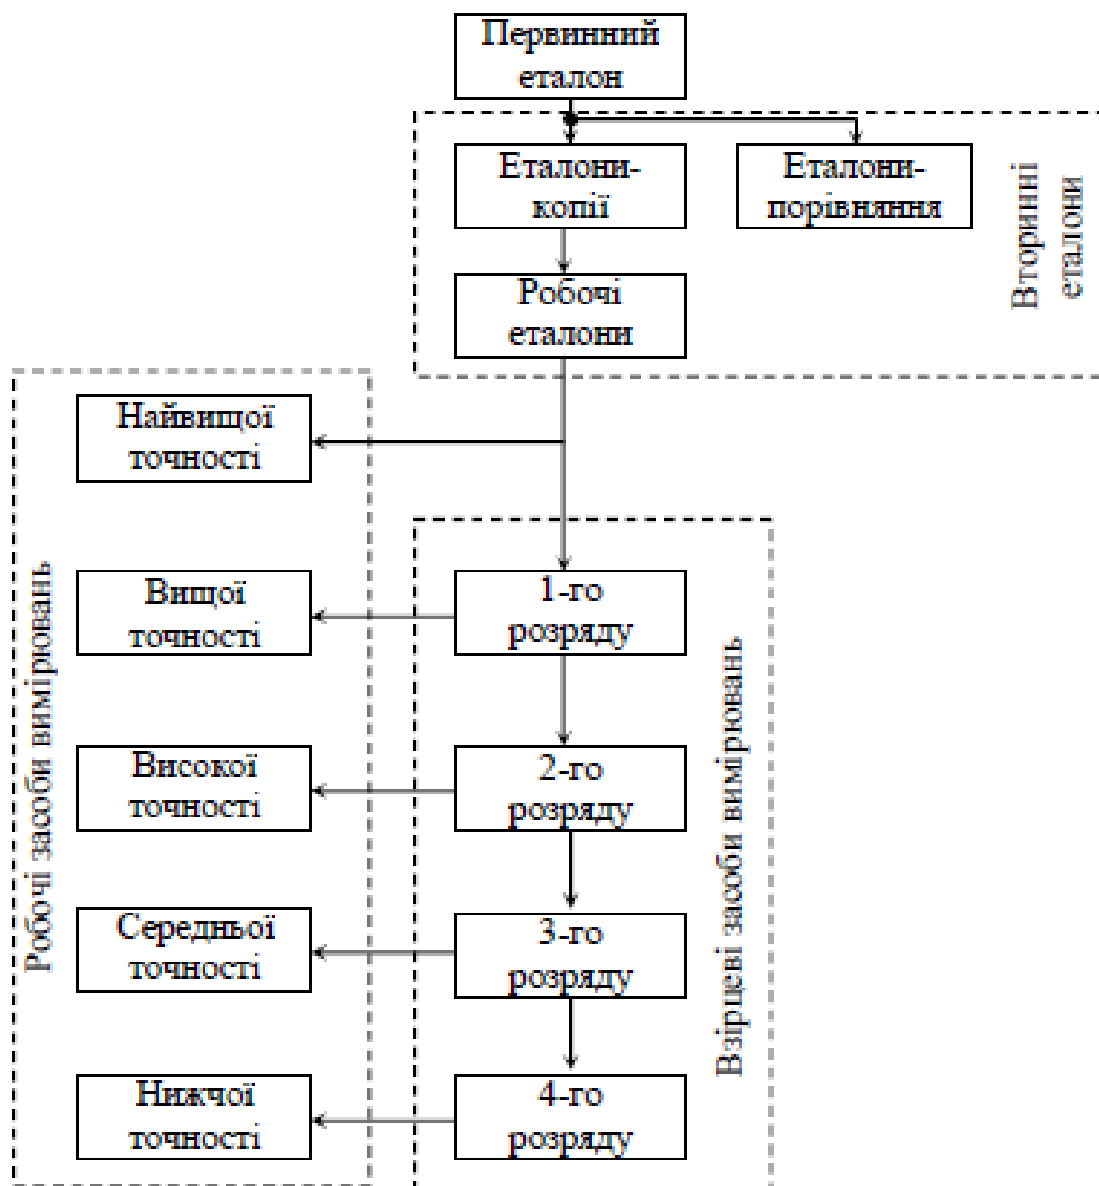 Первинний
еталон
Еталони-
копії
Еталони-
порівняння
Вторинні
еталони
Робочі
еталони
Найвищої
точності
Вищої
точності
1-го
розряду
Високої
точності
2-го
розряду
Середньої
точності
3-го
розряду
Нижчої
точності
4-го
розряду
Робочі засоби вимірювань
Взірцеві засоби вимірювань